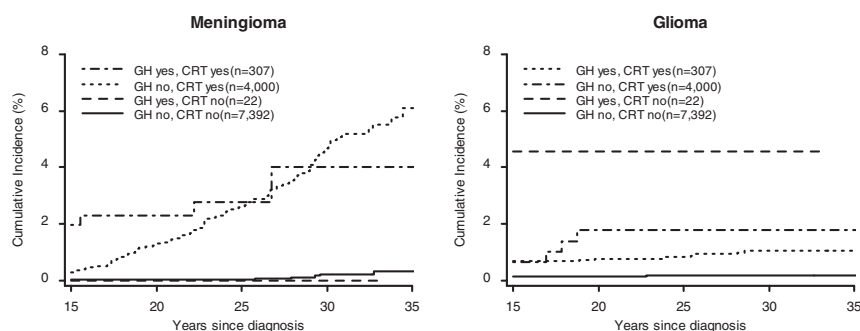 Meningioma
8
6
4
2
0
Cumulative Incidence (%)
GH yes, CRT yes(n=307)
GH no, CRT yes(n=4,000)
GH yes, CRT no(n=22)
GH no, CRT no(n=7,392)
15 20 25 30 35
Years since diagnosis
Glioma
8
6
4
2
0
Cumulative Incidence (%)
GH yes, CRT yes(n=307)
GH no, CRT yes(n=4,000)
GH yes, CRT no(n=22)
GH no, CRT no(n=7,392)
15 20 25 30 35
Years since diagnosis